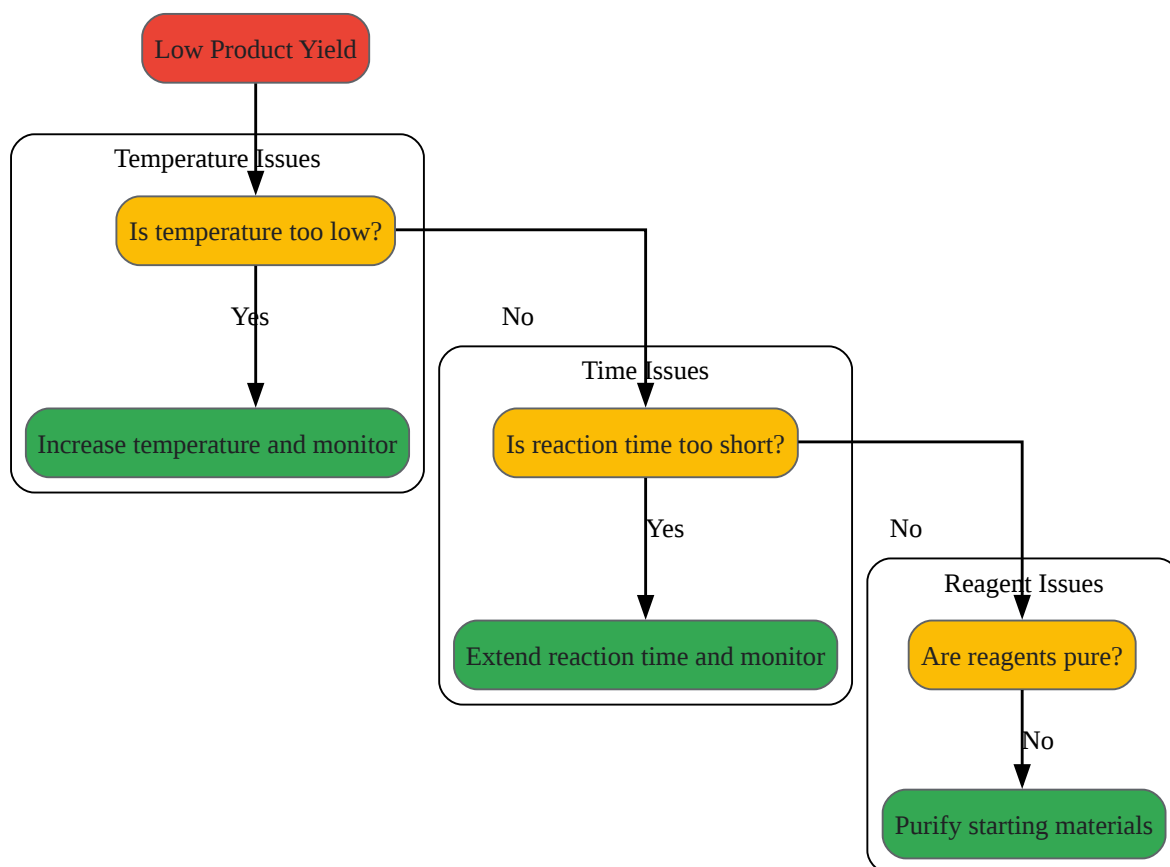 Low Product Yield
Temperature Issues
Is temperature too low?
Yes
No
Time Issues
Increase temperature and monitor
Is reaction time too short?
Yes
No
Reagent Issues
Extend reaction time and monitor
Are reagents pure?
No
Purify starting materials